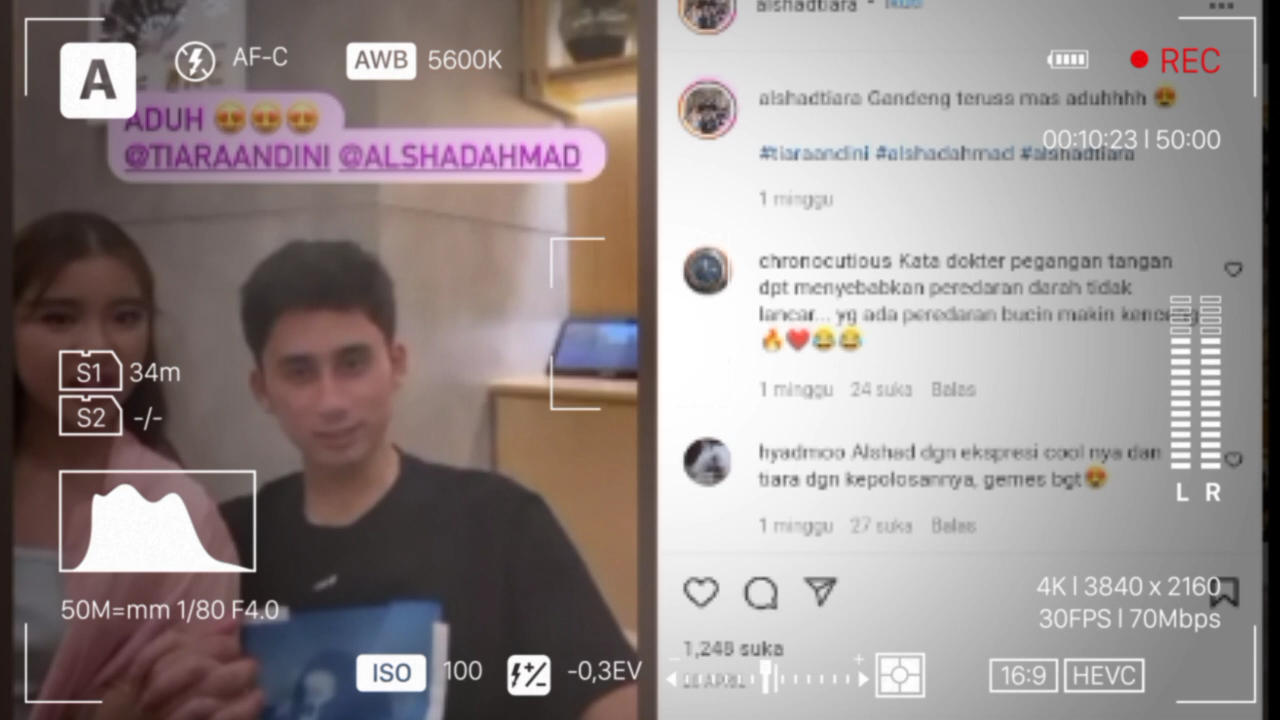 A
AF-C
AWB 5600K
ADUH 😍😍😍
@TIARAANDINI @ALSHADAHMAD
S1 34m
S2 -/-
50M=mm 1/80 F4.0
ISO 100
-0,3EV
alshadtiara • Ikuti
REC
alshadtiara Gandeng teruss mas aduhhhh 😍
00:10:23 | 50:00
#tiaraandini #alshadahmad #alshadtiara
1 minggu
chronocutious Kata dokter pegangan tangan
dpt menyebabkan peredaran darah tidak
lancar... yg ada peredaran bucin makin kenceng
🔥❤️😂😂
1 minggu 24 suka Balas
hyadmoo Alshad dgn ekspresi cool nya dan
tiara dgn kepolosannya, gemes bgt😍
L R
1 minggu 27 suka Balas
4K | 3840 x 2160
30FPS | 70Mbps
1,248 suka
16:9 HEVC